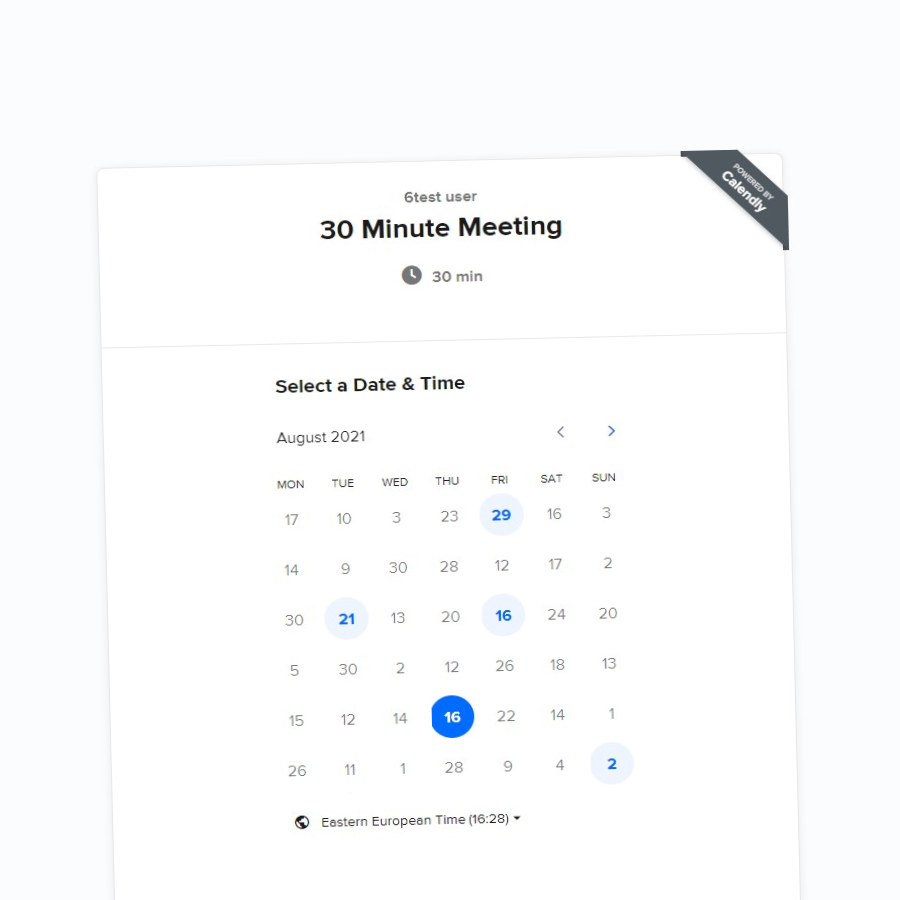 POWERED BY
Calendly
6test user
30 Minute Meeting
30 min
Select a Date & Time
August 2021
MON TUE WED THU FRI SAT SUN
17 10 3 23 29 16 3
14 9 30 28 12 17 2
30 21 13 20 16 24 20
5 30 2 12 26 18 13
15 12 14 16 22 14 1
26 11 1 28 9 4 2
Eastern European Time (16:28)